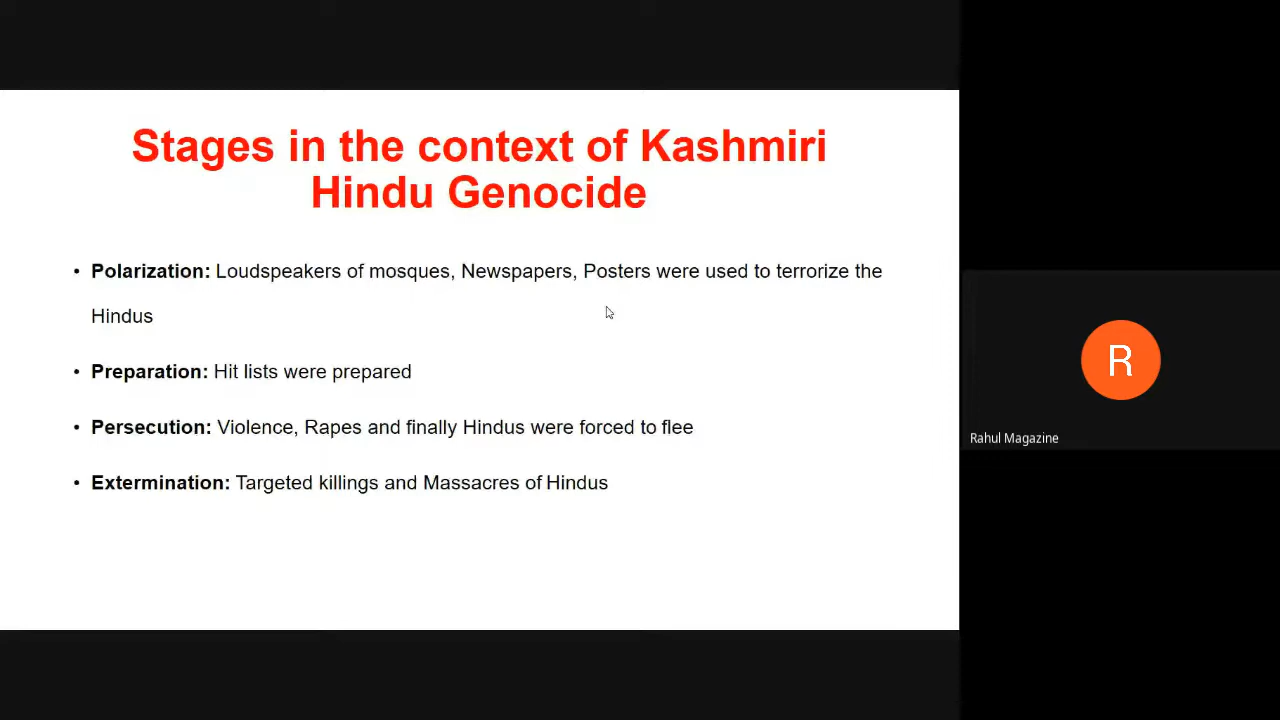 Stages in the context of Kashmiri
Hindu Genocide
• Polarization: Loudspeakers of mosques, Newspapers, Posters were used to terrorize the
Hindus
• Preparation: Hit lists were prepared
• Persecution: Violence, Rapes and finally Hindus were forced to flee
• Extermination: Targeted killings and Massacres of Hindus
R
Rahul Magazine